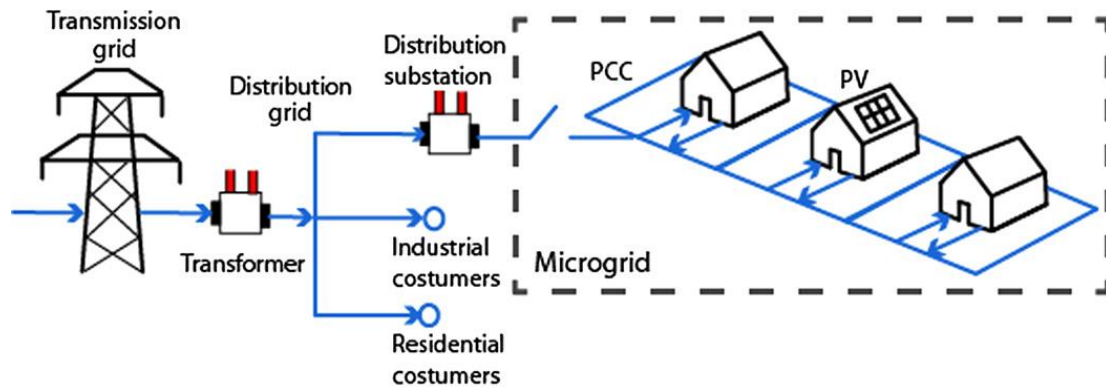 Transmission
grid
Distribution
grid
Distribution
substation
PCC
PV
Transformer
Industrial
costumers
Residential
costumers
Microgrid